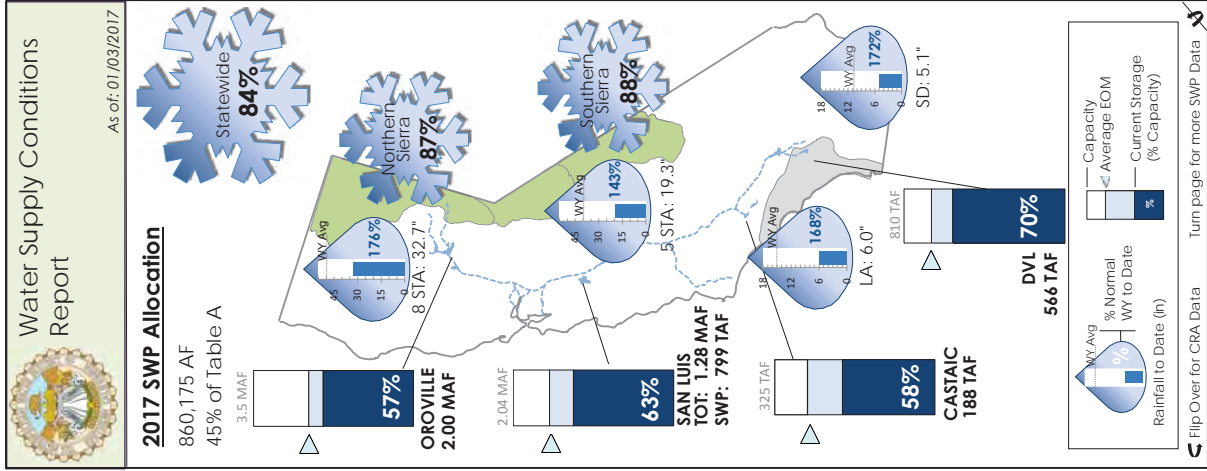 Water Supply Conditions
Report
As of: 01/03/2017
2017 SWP Allocation
860,175 AF
45% of Table A
Statewide
84%
Northern
Sierra
87%
Southern
Sierra
88%
WY Avg
45
30
15
0
176%
8 STA: 32.7"
WY Avg
45
30
15
0
143%
5 STA: 19.3"
WY Avg
18
12
6
0
168%
LA: 6.0"
WY Avg
18
12
6
0
172%
SD: 5.1"
3.5 MAF
57%
OROVILLE
2.00 MAF
2.04 MAF
63%
SAN LUIS
TOT: 1.28 MAF
SWP: 799 TAF
325 TAF
58%
CASTAIC
188 TAF
810 TAF
70%
DVL
566 TAF
WY Avg
%
% Normal
WY to Date
Rainfall to Date (in)
Capacity
Average EOM
Current Storage
(% Capacity)
%
Flip Over for CRA Data
Turn page for more SWP Data